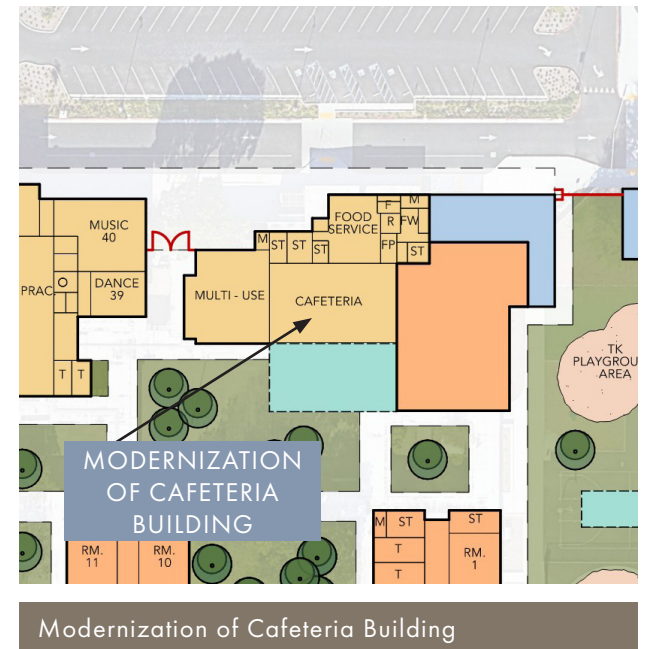 MUSIC
40
DANCE
39
PRAC.
T
T
M
ST
ST
ST
FOOD
SERVICE
F
M
R
FW
FP
ST
MULTI - USE
CAFETERIA
TK
AREA
MODERNIZATION
OF CAFETERIA
BUILDING
RM.
11
RM.
10
M
ST
T
T
ST
RM.
1
Modernization of Cafeteria Building